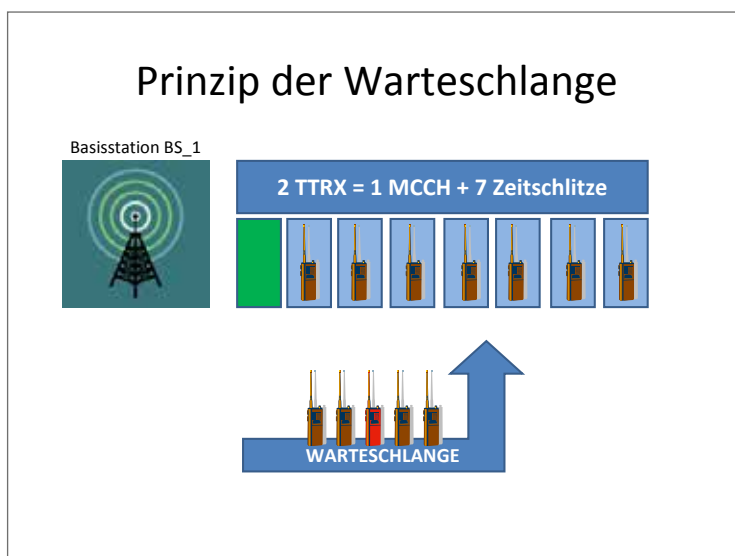 Prinzip der Warteschlange
Basisstation BS_1
2 TTRX = 1 MCCH + 7 Zeitschlitze
WARTESCHLANGE